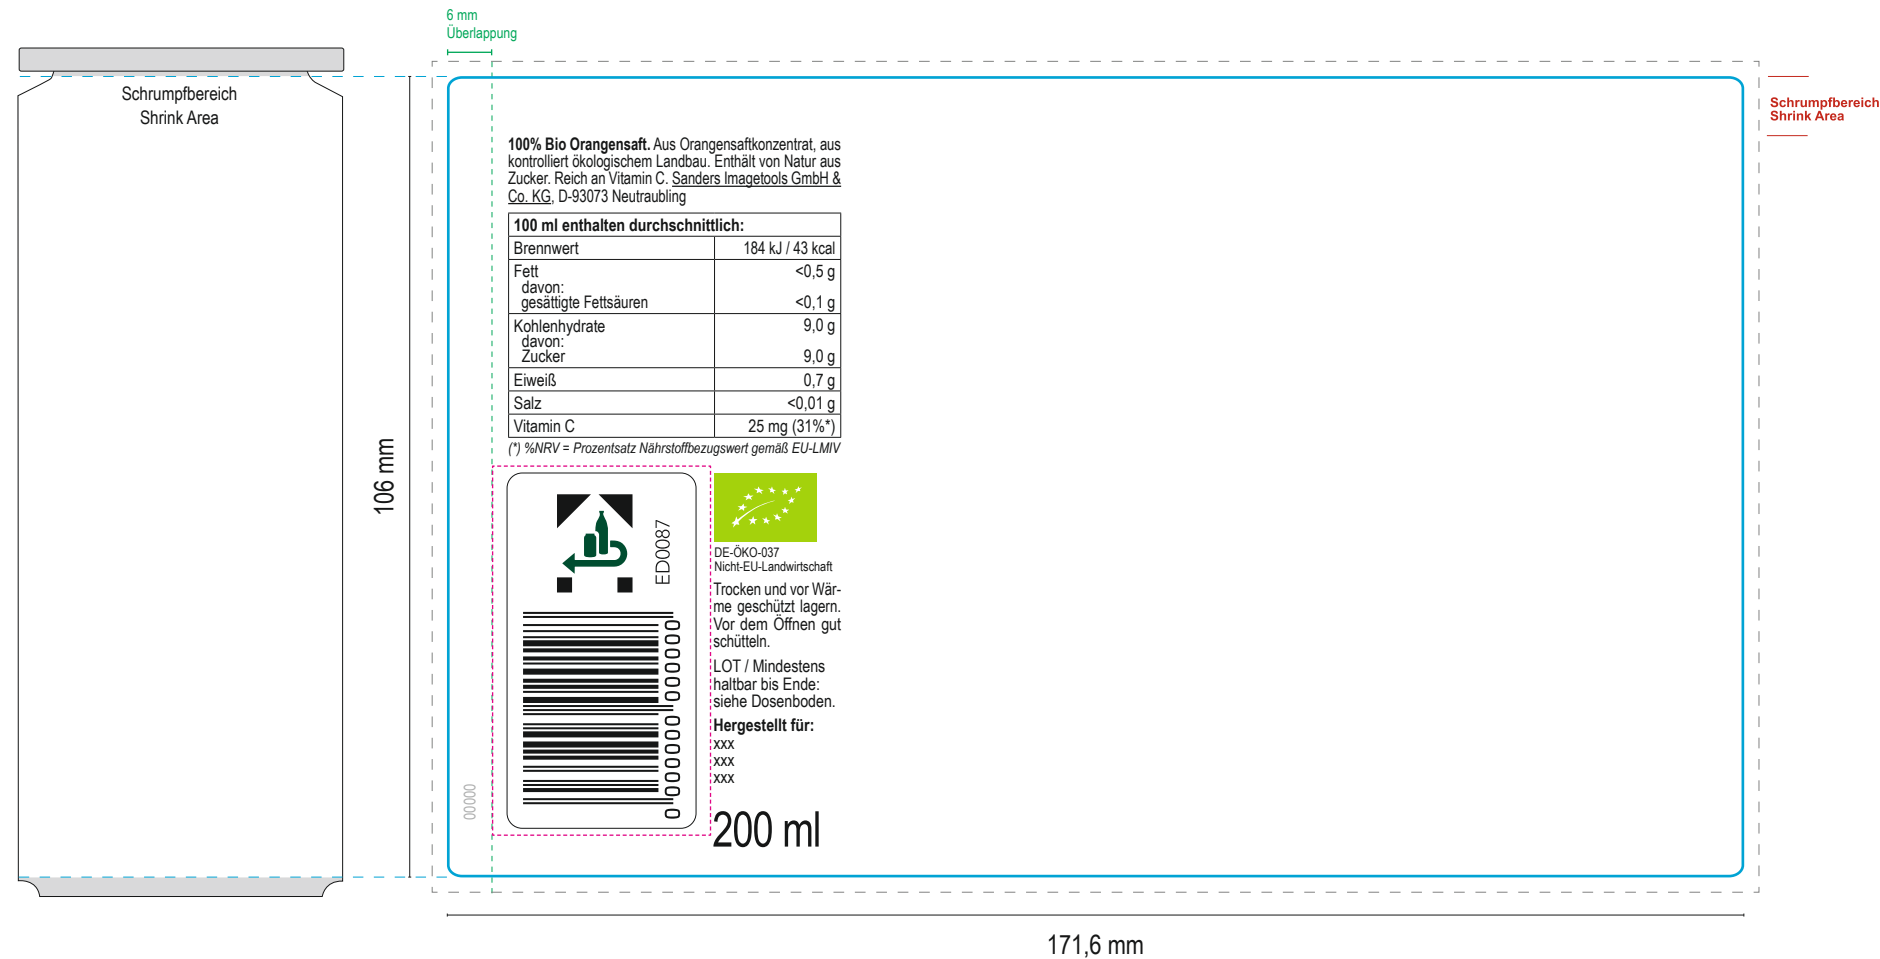 6 mm
Überlappung
Schrumpfbereich
Shrink Area
Schrumpfbereich
Shrink Area
100% Bio Orangensaft. Aus Orangensaftkonzentrat, aus
kontrolliert ökologischem Landbau. Enthält von Natur aus
Zucker. Reich an Vitamin C. Sanders Imagetools GmbH &
Co. KG, D-93073 Neutraubling
100 ml enthalten durchschnittlich:
Brennwert 184 kJ / 43 kcal
Fett <0,5 g
davon:
gesättigte Fettsäuren <0,1 g
Kohlenhydrate 9,0 g
davon:
Zucker 9,0 g
Eiweiß 0,7 g
Salz <0,01 g
Vitamin C 25 mg (31%*)
(*) %NRV = Prozentsatz Nährstoffbezugswert gemäß EU-LMIV
106 mm
ED0087
0 000000 000000
00000
DE-ÖKO-037
Nicht-EU-Landwirtschaft
Trocken und vor Wär-
me geschützt lagern.
Vor dem Öffnen gut
schütteln.
LOT / Mindestens
haltbar bis Ende:
siehe Dosenboden.
Hergestellt für:
xxx
xxx
xxx
200 ml
171,6 mm